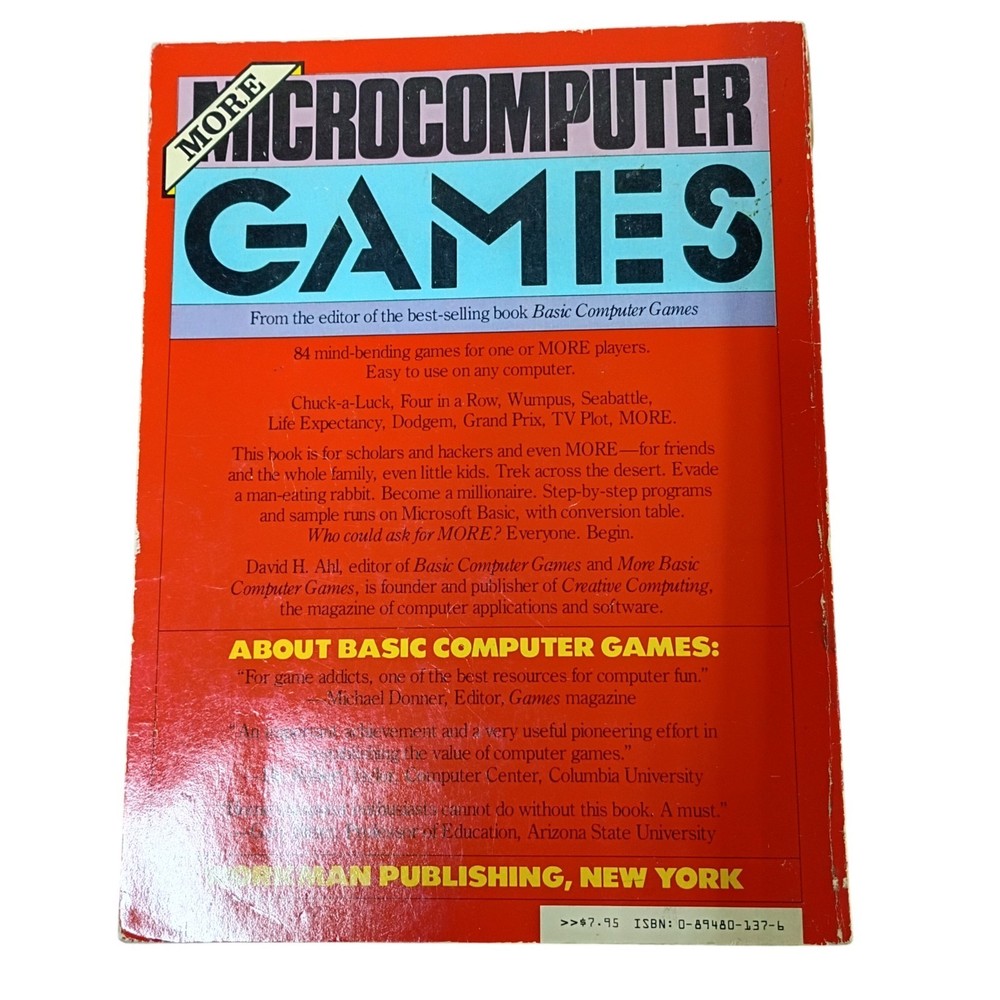 MORE
MICROCOMPUTER
GAMES
From the editor of the best-selling book Basic Computer Games
84 mind-bending games for one or MORE players.
Easy to use on any computer.
Chuck-a-Luck, Four in a Row, Wumpus, Seabattle,
Life Expectancy, Dodgem, Grand Prix, TV Plot, MORE.
This book is for scholars and hackers and even MORE—for friends
and the whole family, even little kids. Trek across the desert. Evade
a man-eating rabbit. Become a millionaire. Step-by-step programs
and sample runs on Microsoft Basic, with conversion table.
Who could ask for MORE? Everyone. Begin.
David H. Ahl, editor of Basic Computer Games and More Basic
Computer Games, is founder and publisher of Creative Computing,
the magazine of computer applications and software.
ABOUT BASIC COMPUTER GAMES:
“For game addicts, one of the best resources for computer fun.”
— Michael Donner, Editor, Games magazine
“An important achievement and a very useful pioneering effort in
the value of computer games.”
Computer Center, Columbia University
enthusiasts cannot do without this book. A must.”
Professor of Education, Arizona State University
WORKMAN PUBLISHING, NEW YORK
>>$7.95 ISBN: 0-89480-137-6